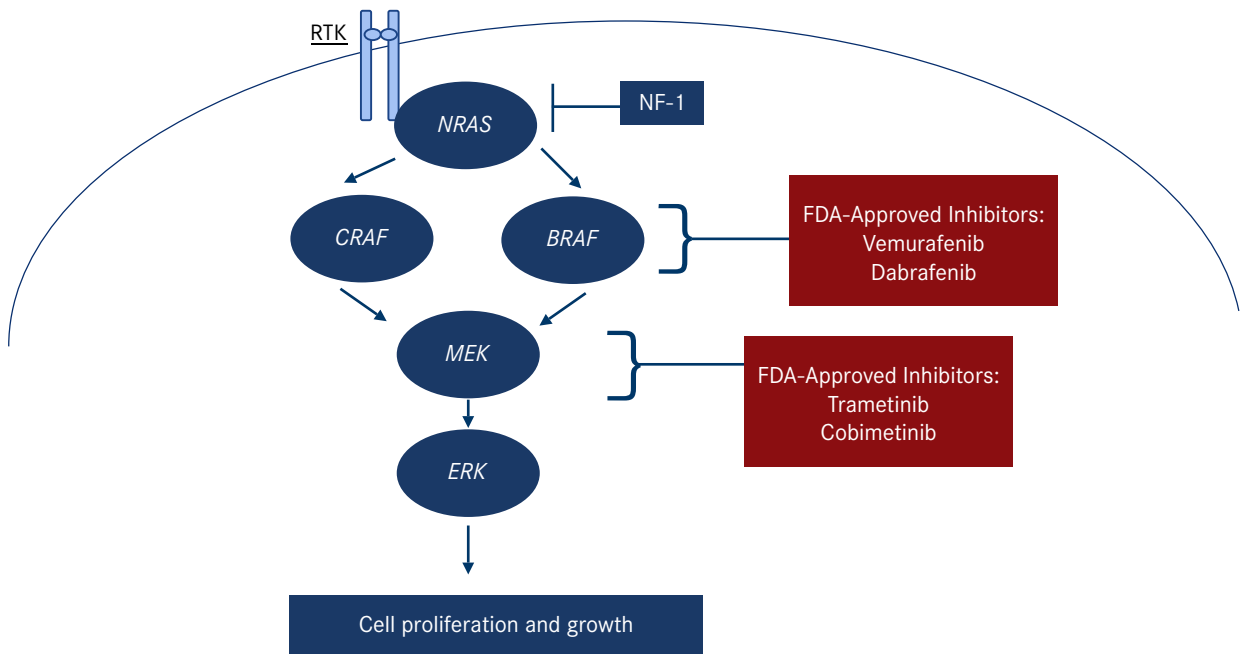 RTK
NRAS
NF-1
CRAF
BRAF
FDA-Approved Inhibitors:
Vemurafenib
Dabrafenib
MEK
FDA-Approved Inhibitors:
Trametinib
Cobimetinib
ERK
Cell proliferation and growth